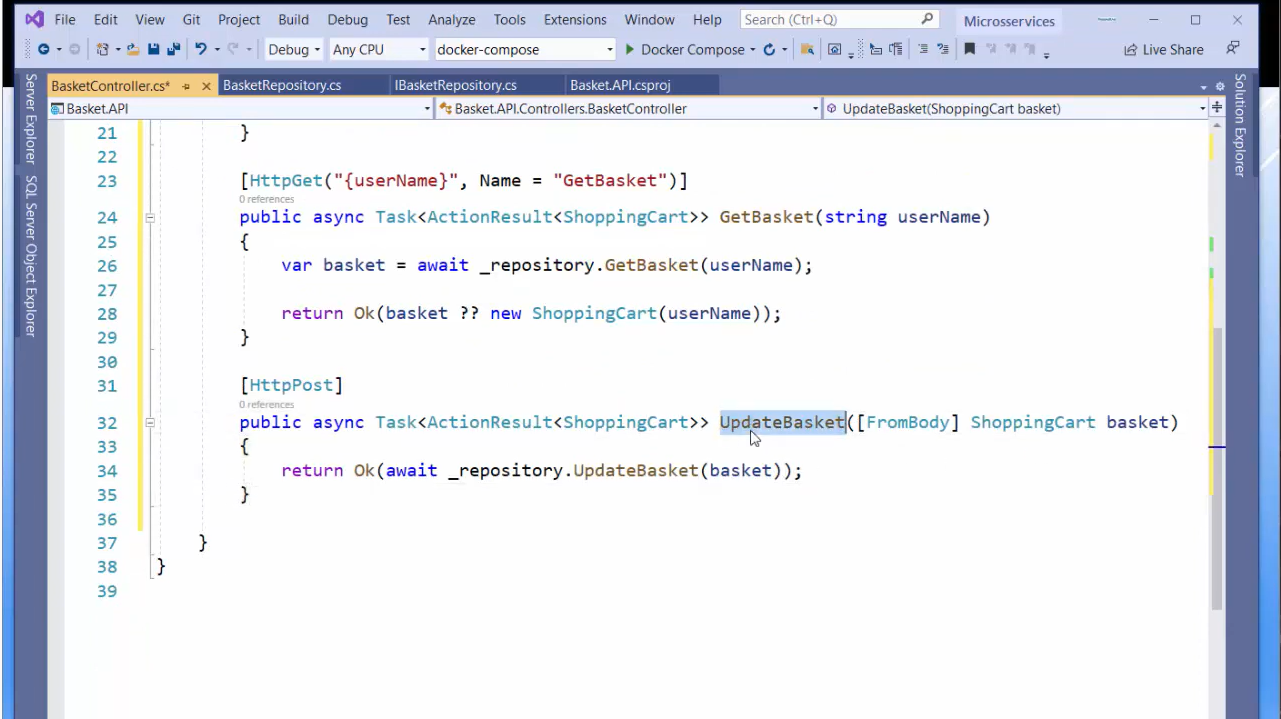 File Edit View Git Project Build Debug Test Analyze Tools Extensions Window Help Search (Ctrl+Q) Microservices
Debug Any CPU docker-compose Docker Compose Live Share
BasketController.cs* BasketRepository.cs IBasketRepository.cs Basket.API.csproj
Basket.API Basket.API.Controllers.BasketController UpdateBasket(ShoppingCart basket)
Server Explorer
SQL Server Object Explorer
Solution Explorer
21 }
22
23 [HttpGet("{userName}", Name = "GetBasket")]
0 references
24 public async Task<ActionResult<ShoppingCart>> GetBasket(string userName)
25 {
26 var basket = await _repository.GetBasket(userName);
27
28 return Ok(basket ?? new ShoppingCart(userName));
29 }
30
31 [HttpPost]
0 references
32 public async Task<ActionResult<ShoppingCart>> UpdateBasket([FromBody] ShoppingCart basket)
33 {
34 return Ok(await _repository.UpdateBasket(basket));
35 }
36
37 }
38 }
39